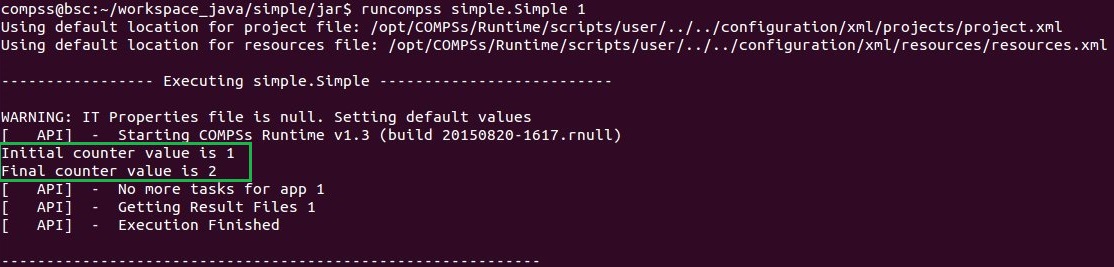 compss@bsc:~/workspace_java/simple/jar$ runcompss simple.Simple 1
Using default location for project file: /opt/COMPSs/Runtime/scripts/user/../../configuration/xml/projects/project.xml
Using default location for resources file: /opt/COMPSs/Runtime/scripts/user/../../configuration/xml/resources/resources.xml
----------------- Executing simple.Simple --------------------------
WARNING: IT Properties file is null. Setting default values
[   API]  -  Starting COMPSs Runtime v1.3 (build 20150820-1617.rnull)
Initial counter value is 1
Final counter value is 2
[   API]  -  No more tasks for app 1
[   API]  -  Getting Result Files 1
[   API]  -  Execution Finished
------------------------------------------------------------